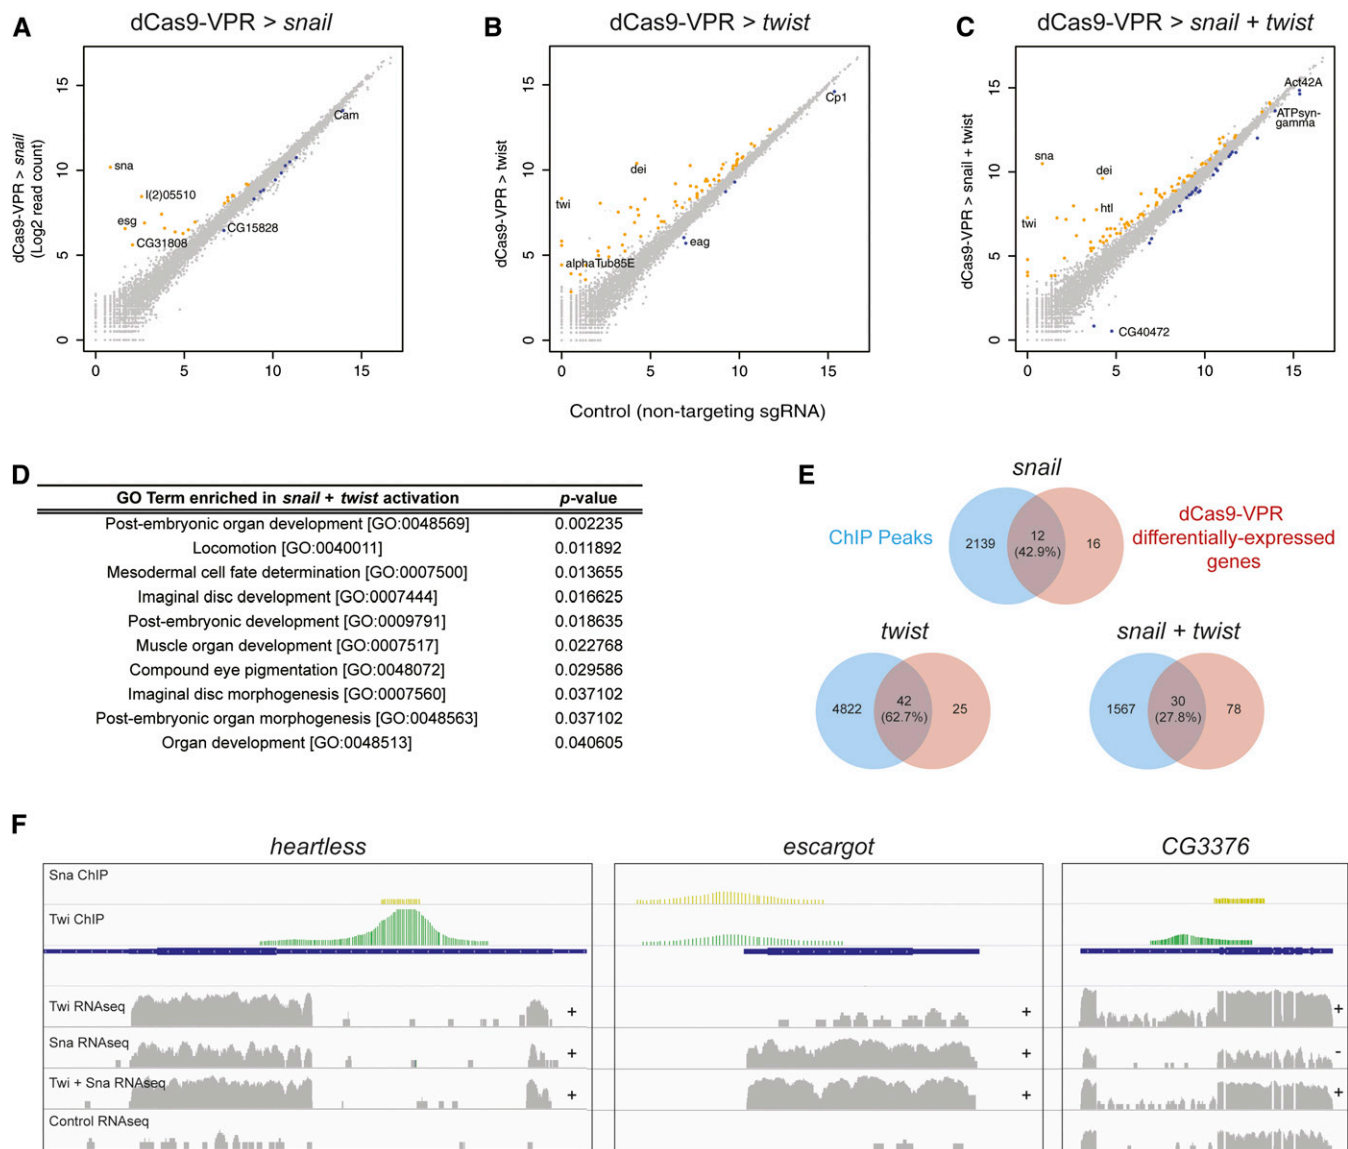 A
dCas9-VPR > snail
dCas9-VPR > snail
(Log2 read count)
15
10
5
0
0
5
10
15
sna
l(2)05510
esg
CG31808
CG15828
Cam
B
dCas9-VPR > twist
dCas9-VPR > twist
15
10
5
0
0
5
10
15
dei
twi
alphaTub85E
eag
Cp1
C
dCas9-VPR > snail + twist
dCas9-VPR > snail + twist
15
10
5
0
0
5
10
15
Act42A
ATPsyn-
gamma
sna
dei
htl
twi
CG40472
Control (non-targeting sgRNA)
D
GO Term enriched in snail + twist activation p-value
Post-embryonic organ development [GO:0048569] 0.002235
Locomotion [GO:0040011] 0.011892
Mesodermal cell fate determination [GO:0007500] 0.013655
Imaginal disc development [GO:0007444] 0.016625
Post-embryonic development [GO:0009791] 0.018635
Muscle organ development [GO:0007517] 0.022768
Compound eye pigmentation [GO:0048072] 0.029586
Imaginal disc morphogenesis [GO:0007560] 0.037102
Post-embryonic organ morphogenesis [GO:0048563] 0.037102
Organ development [GO:0048513] 0.040605
E
snail
ChIP Peaks
2139
12
(42.9%)
16
dCas9-VPR
differentially-expressed
genes
twist
4822
42
(62.7%)
25
snail + twist
1567
30
(27.8%)
78
F
heartless
escargot
CG3376
Sna ChIP
Twi ChIP
Twi RNAseq
+
+
+
Sna RNAseq
+
+
-
Twi + Sna RNAseq
+
+
+
Control RNAseq